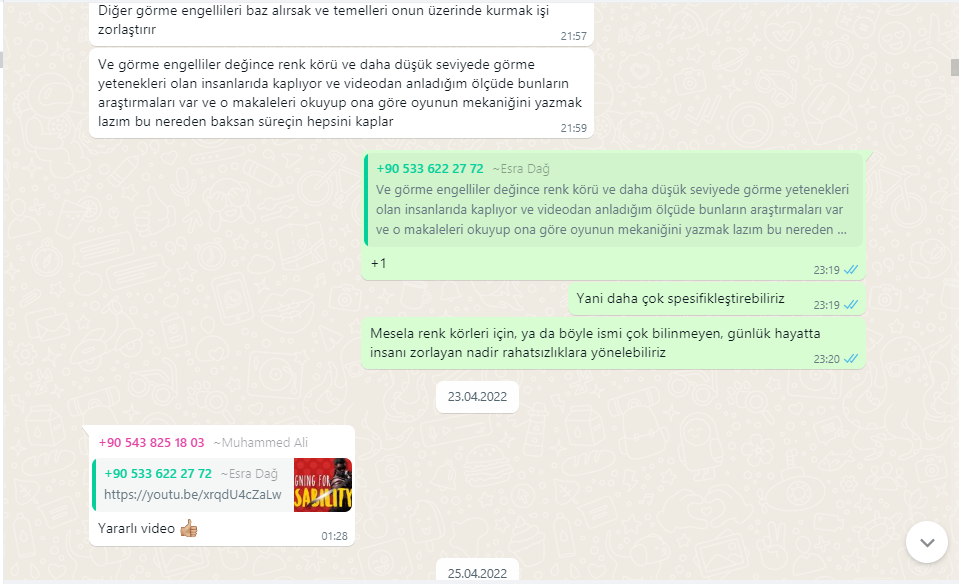 Diğer görme engellileri baz alırsak ve temelleri onun üzerinde kurmak işi
zorlaştırır
21:57
Ve görme engelliler değince renk körü ve daha düşük seviyede görme
yetenekleri olan insanlarıda kaplıyor ve videodan anladığım ölçüde bunların
araştırmaları var ve o makaleleri okuyup ona göre oyunun mekaniğini yazmak
lazım bu nereden baksan süreçin hepsini kaplar
21:59
+90 533 622 27 72 ~Esra Dağ
Ve görme engelliler değince renk körü ve daha düşük seviyede görme yetenekleri
olan insanlarıda kaplıyor ve videodan anladığım ölçüde bunların araştırmaları var
ve o makaleleri okuyup ona göre oyunun mekaniğini yazmak lazım bu nereden ...
+1
23:19
Yani daha çok spesifikleştirebiliriz
23:19
Mesela renk körleri için, ya da böyle ismi çok bilinmeyen, günlük hayatta
insanı zorlayan nadir rahatsızlıklara yönelebiliriz
23:20
23.04.2022
+90 543 825 18 03 ~Muhammed Ali
+90 533 622 27 72 ~Esra Dağ
https://youtu.be/xrqdU4cZaLw
GNING FOR
SABILITY
Yararlı video 👍🏽
01:28
25.04.2022